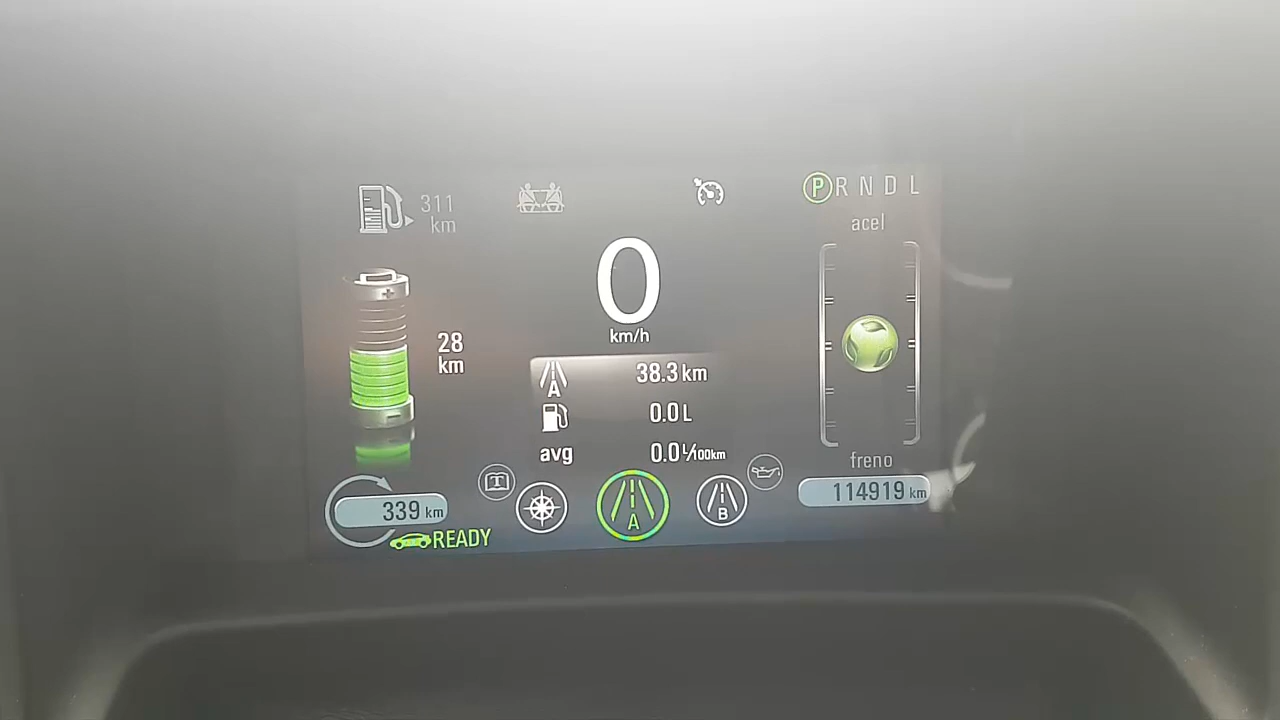 311
km
P R N D L
acel
0
km/h
28
km
A
38.3 km
0.0 L
avg
0.0 L/100km
freno
339 km
A
B
114919 km
READY